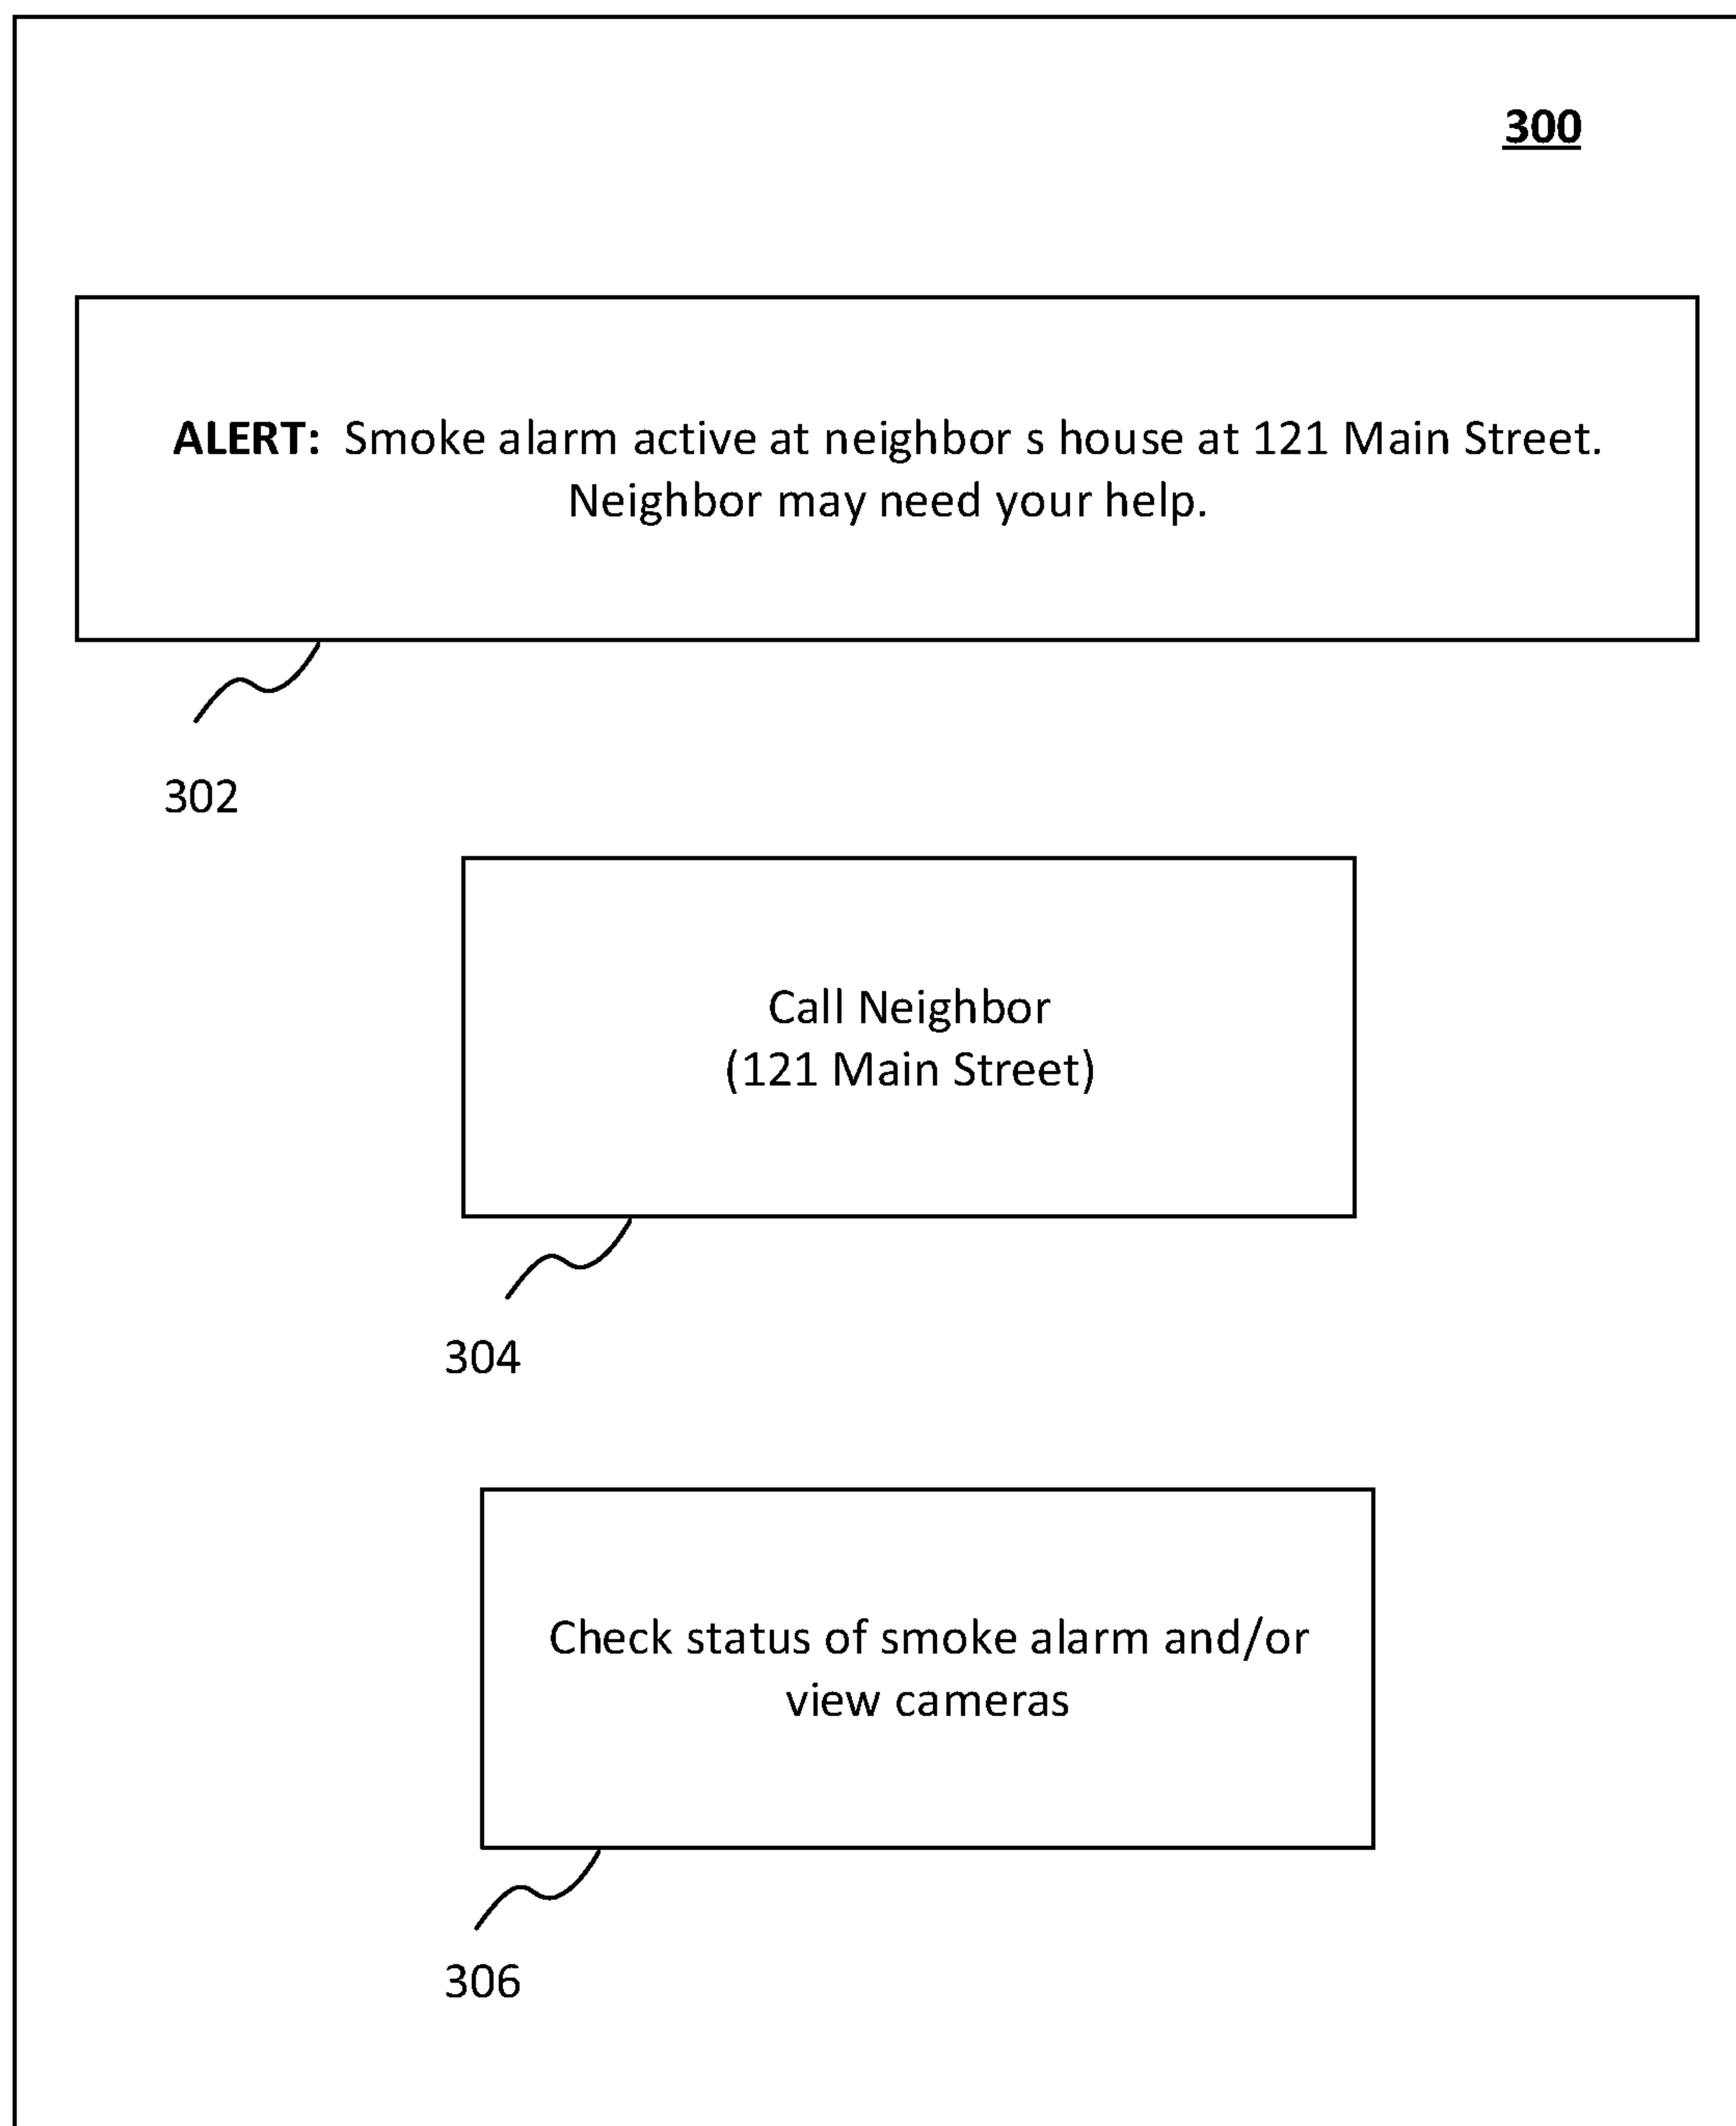 300
ALERT: Smoke alarm active at neighbor s house at 121 Main Street.
Neighbor may need your help.
302
Call Neighbor
(121 Main Street)
304
Check status of smoke alarm and/or
view cameras
306